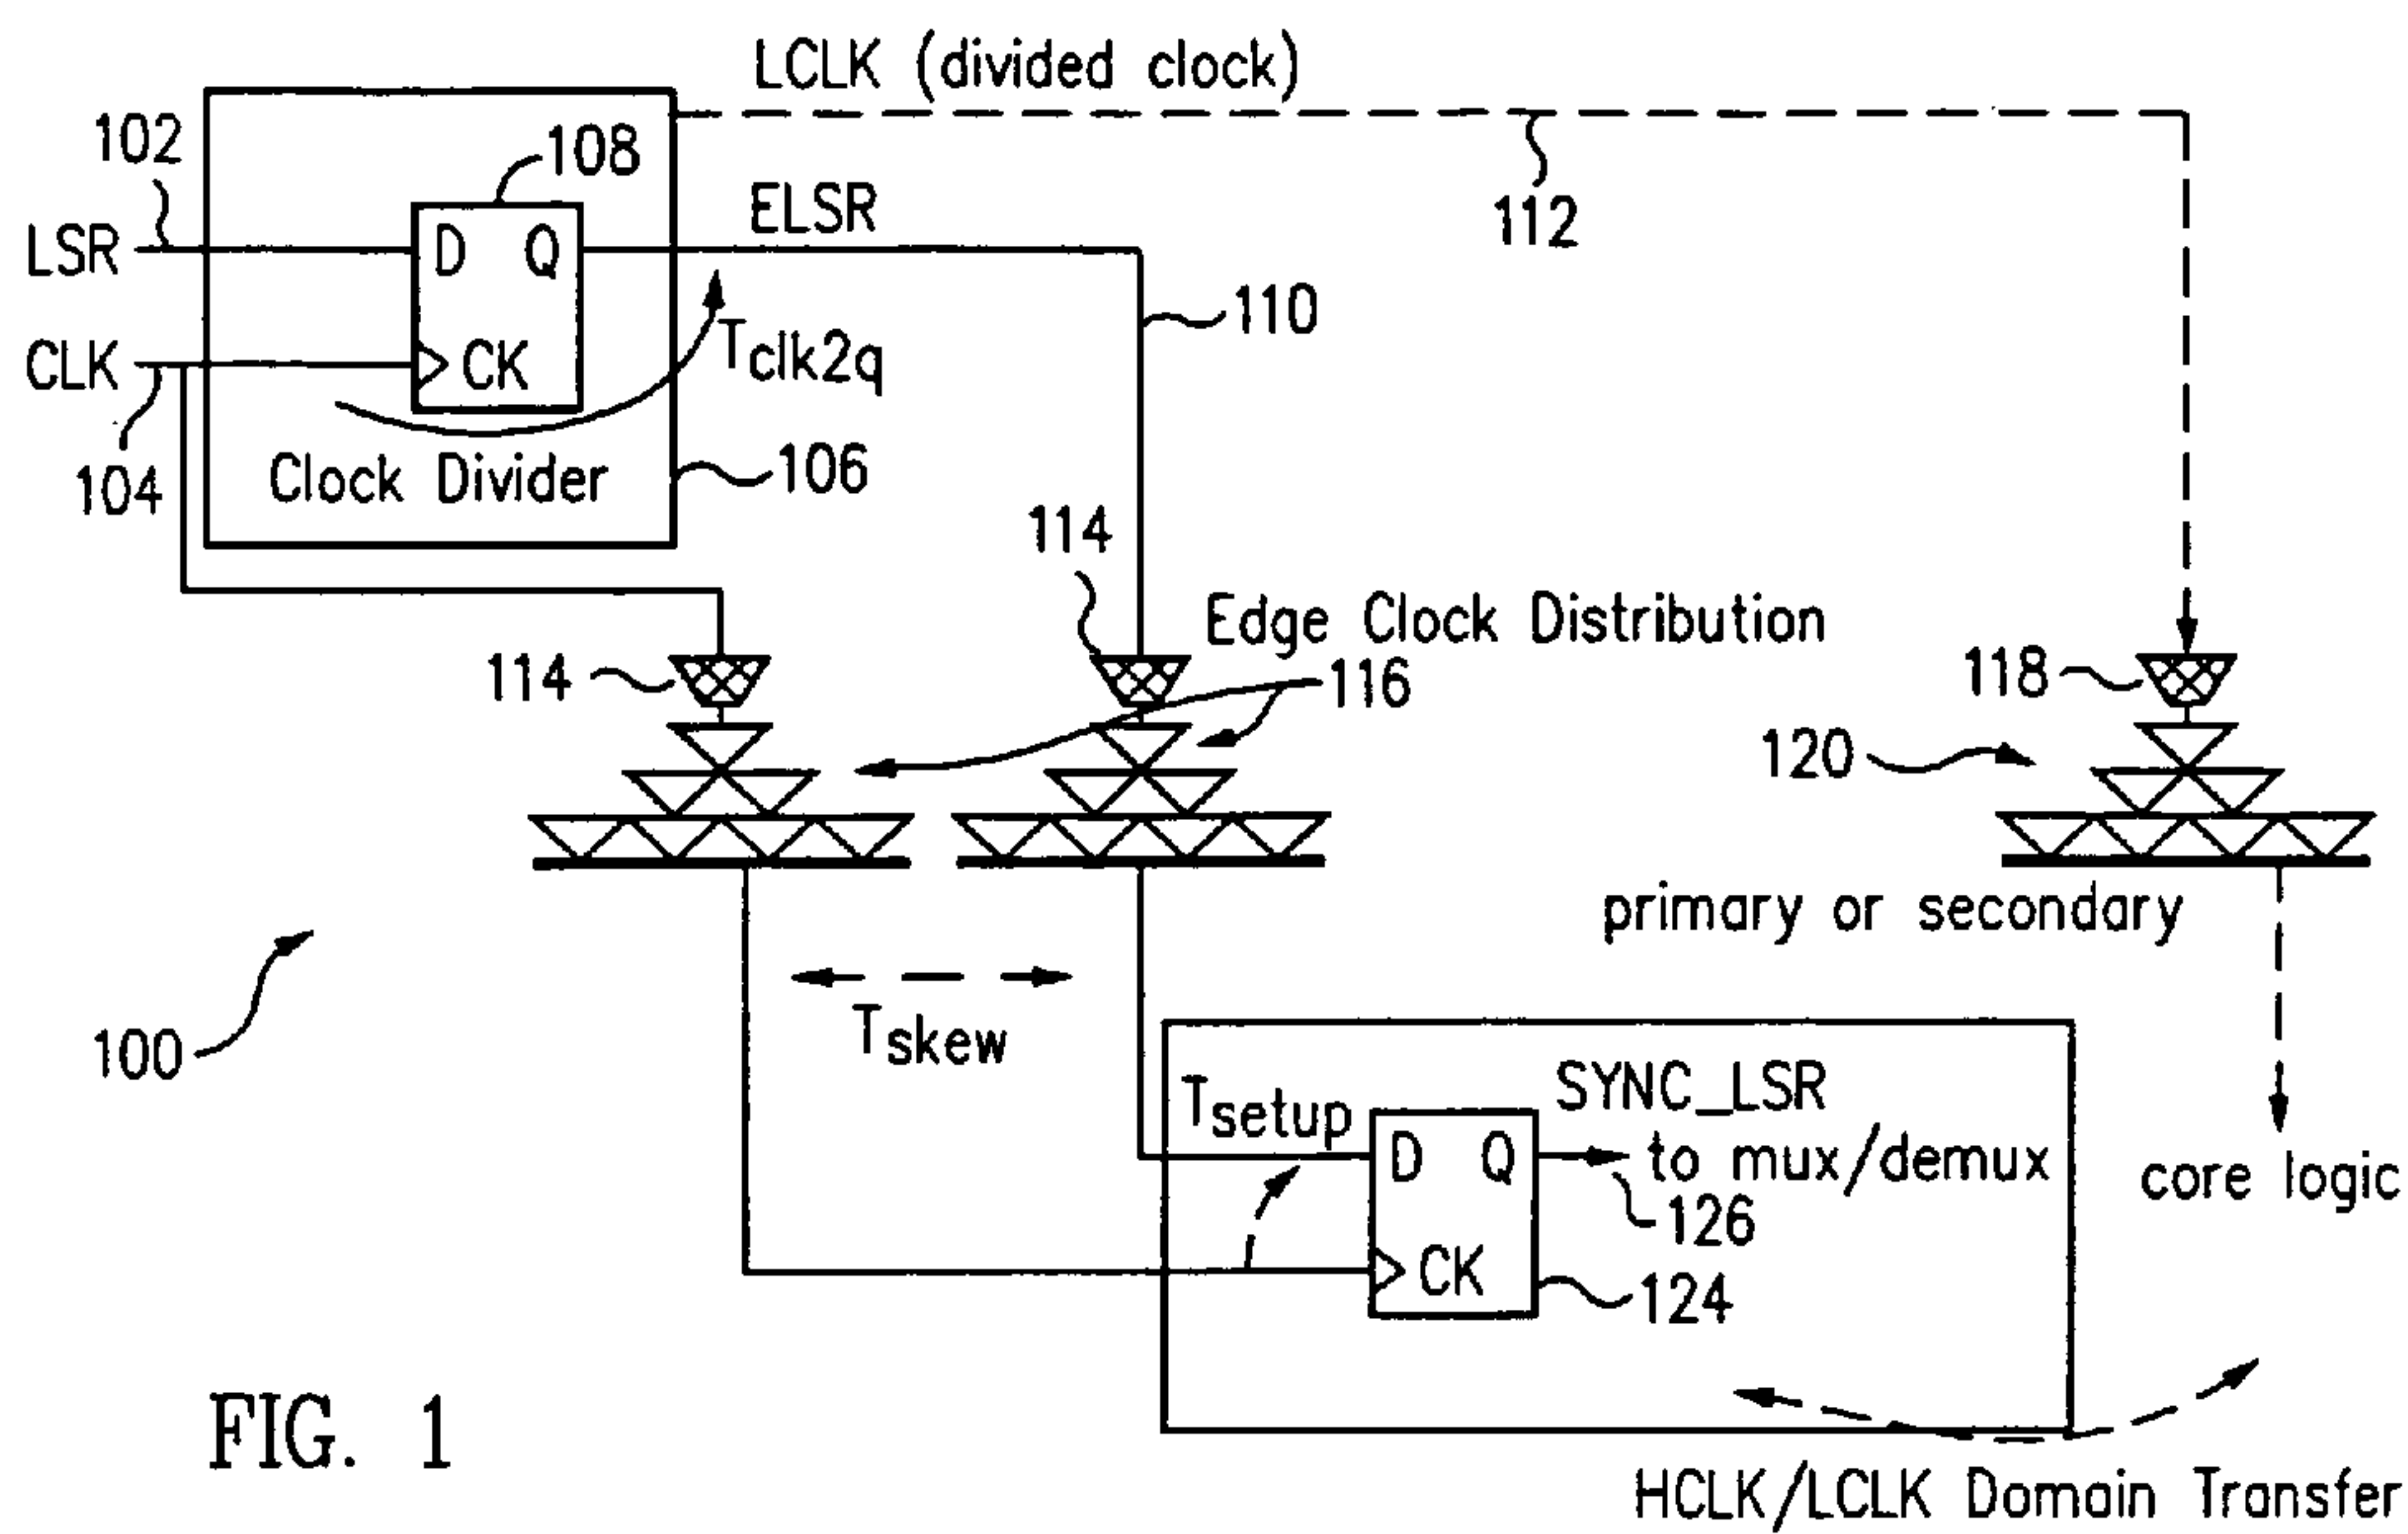 LCLK (divided clock)
102
108
112
LSR
D Q
ELSR
110
CLK
CK
Tclk2q
104
Clock Divider
106
114
Edge Clock Distribution
114
116
118
120
primary or secondary
100
Tskew
Tsetup
SYNC_LSR
D Q
to mux/demux
core logic
126
CK
124
FIG. 1
HCLK/LCLK Domain Transfer